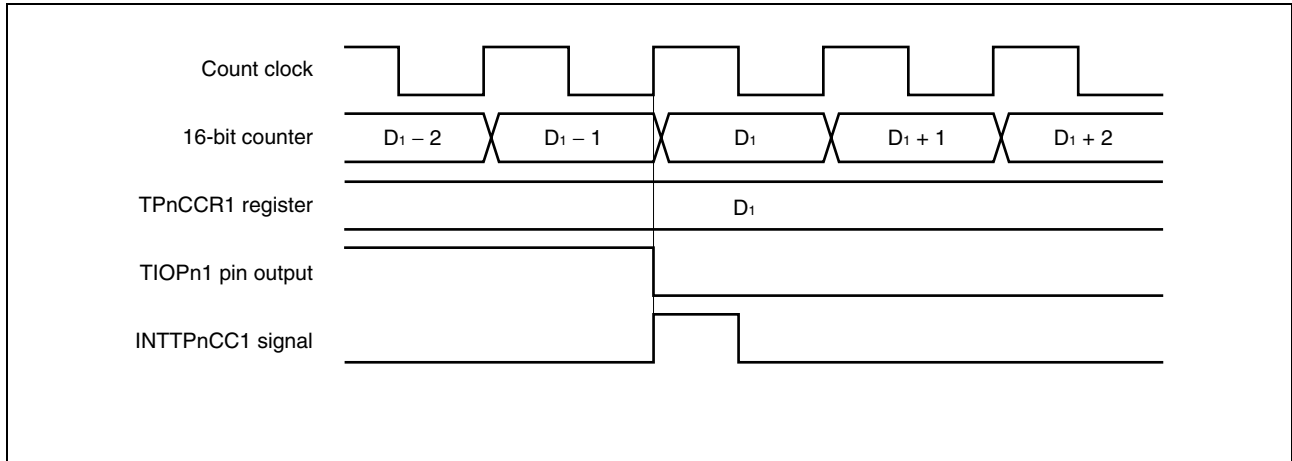 Count clock
16-bit counter D₁ − 2 D₁ − 1 D₁ D₁ + 1 D₁ + 2
TPnCCR1 register D₁
TIOPn1 pin output
INTTPnCC1 signal